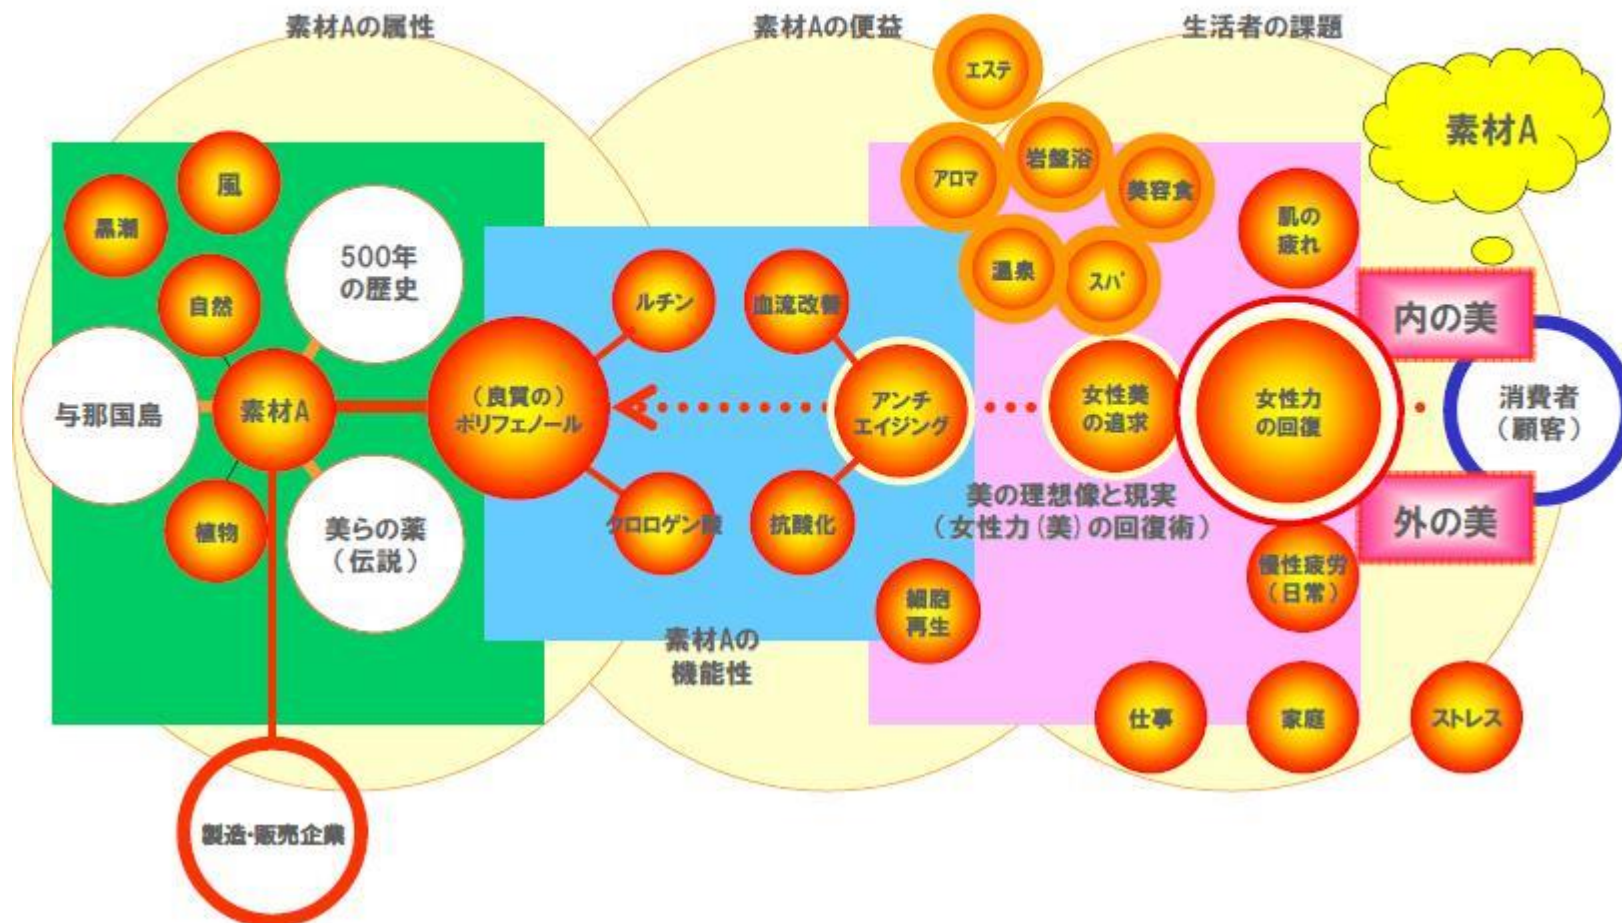 素材Aの属性
素材Aの便益
生活者の課題
エステ
素材A
アロマ
岩盤浴
美容食
風
黒潮
肌の
疲れ
500年
の歴史
自然
温泉
スパ
ルチン
血流改善
内の美
与那国島
素材A
(良質の)
ポリフェノール
アンチ
エイジング
女性美
の追求
女性力
の回復
消費者
(顧客)
植物
美らの薬
(伝説)
クロロゲン酸
抗酸化
美の理想像と現実
(女性力(美)の回復術)
外の美
慢性疲労
(日常)
細胞
再生
素材Aの
機能性
仕事
家庭
ストレス
製造・販売企業